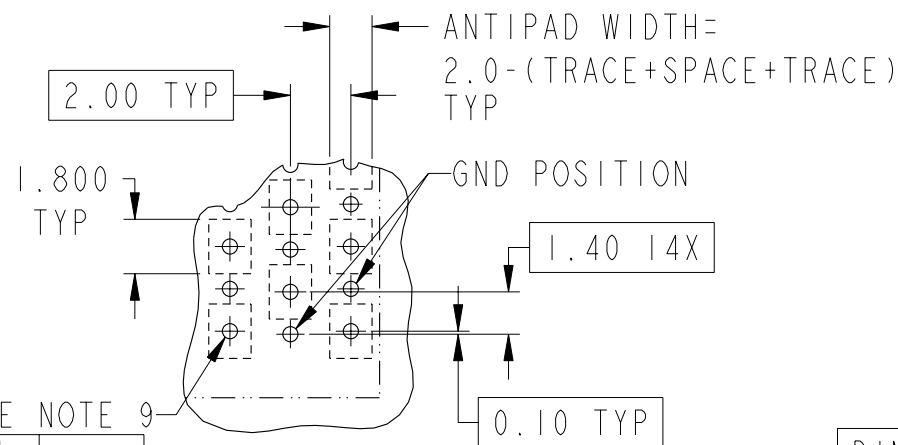 ANTIPAD WIDTH=
2.0-(TRACE+SPACE+TRACE)
TYP
2.00 TYP
1.800
TYP
GND POSITION
1.40 14X
E NOTE 9
0.10 TYP